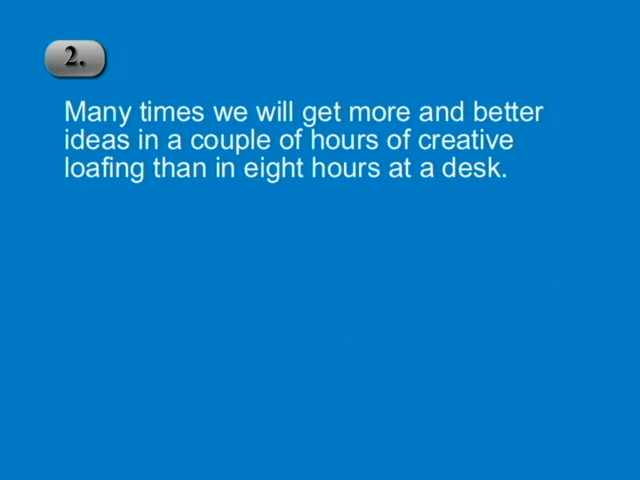 2.
Many times we will get more and better
ideas in a couple of hours of creative
loafing than in eight hours at a desk.